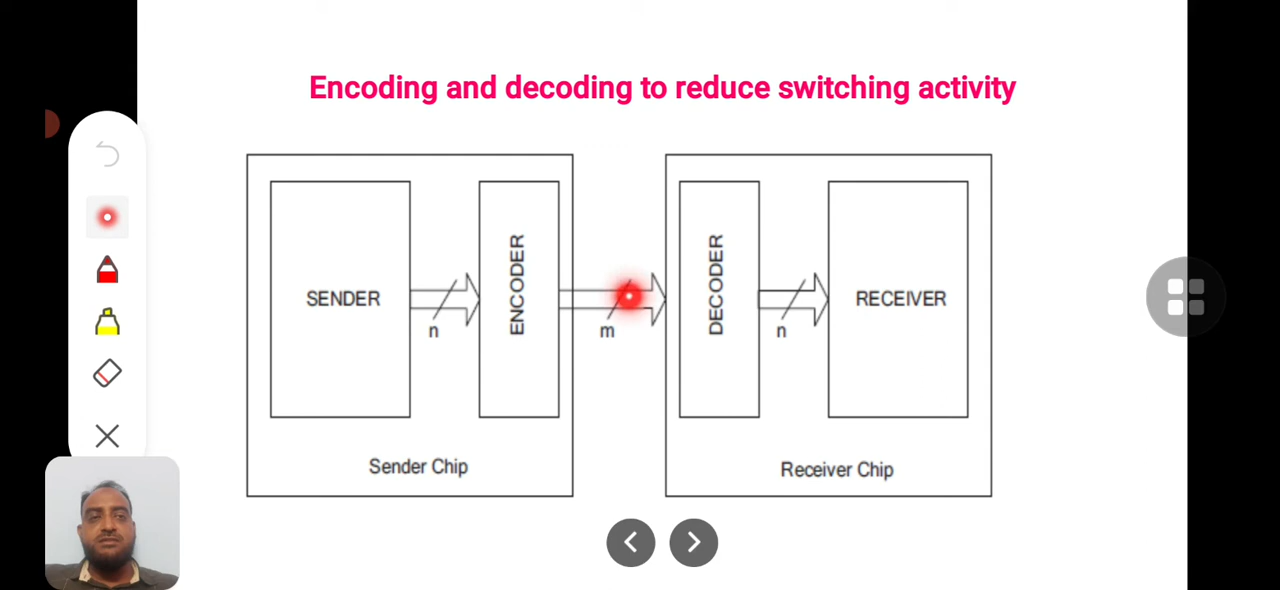 Encoding and decoding to reduce switching activity
SENDER
n
ENCODER
m
DECODER
n
RECEIVER
Sender Chip
Receiver Chip